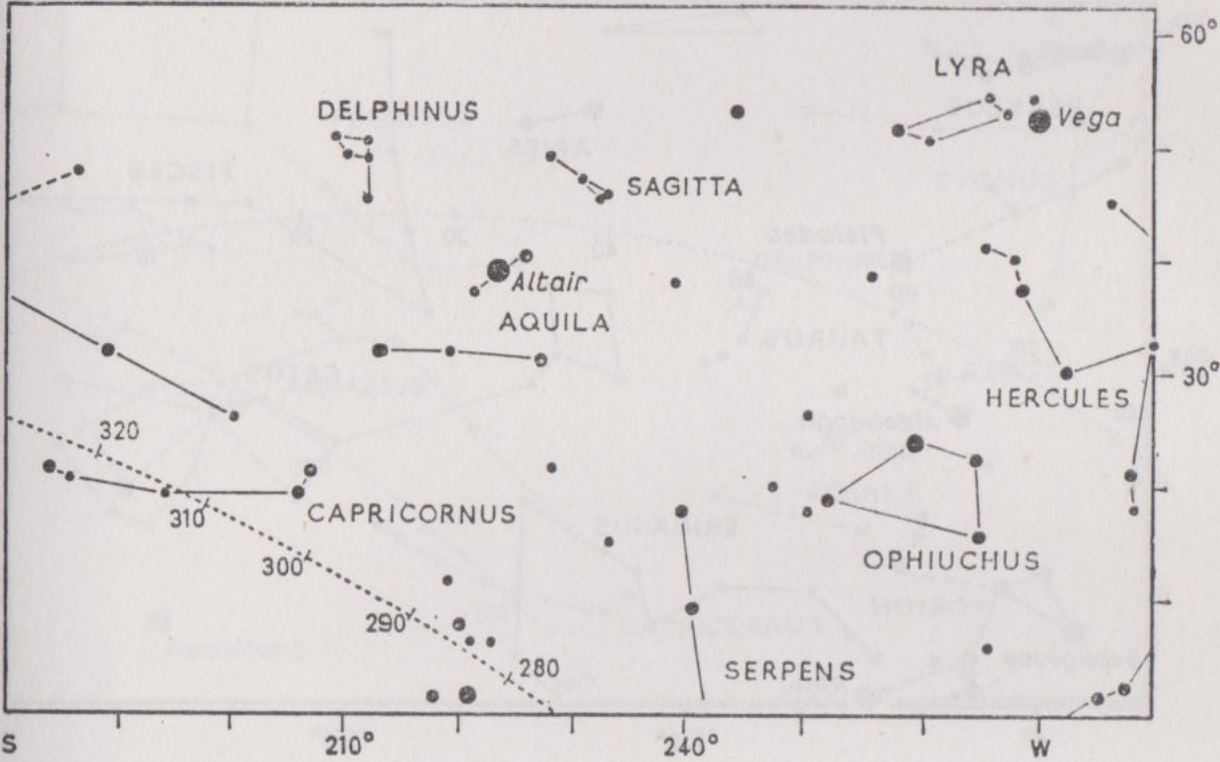 60°
LYRA
DELPHINUS
Vega
SAGITTA
Altair
AQUILA
30°
HERCULES
320
310
CAPRICORNUS
OPHIUCHUS
300
290
280
SERPENS
S
210°
240°
W